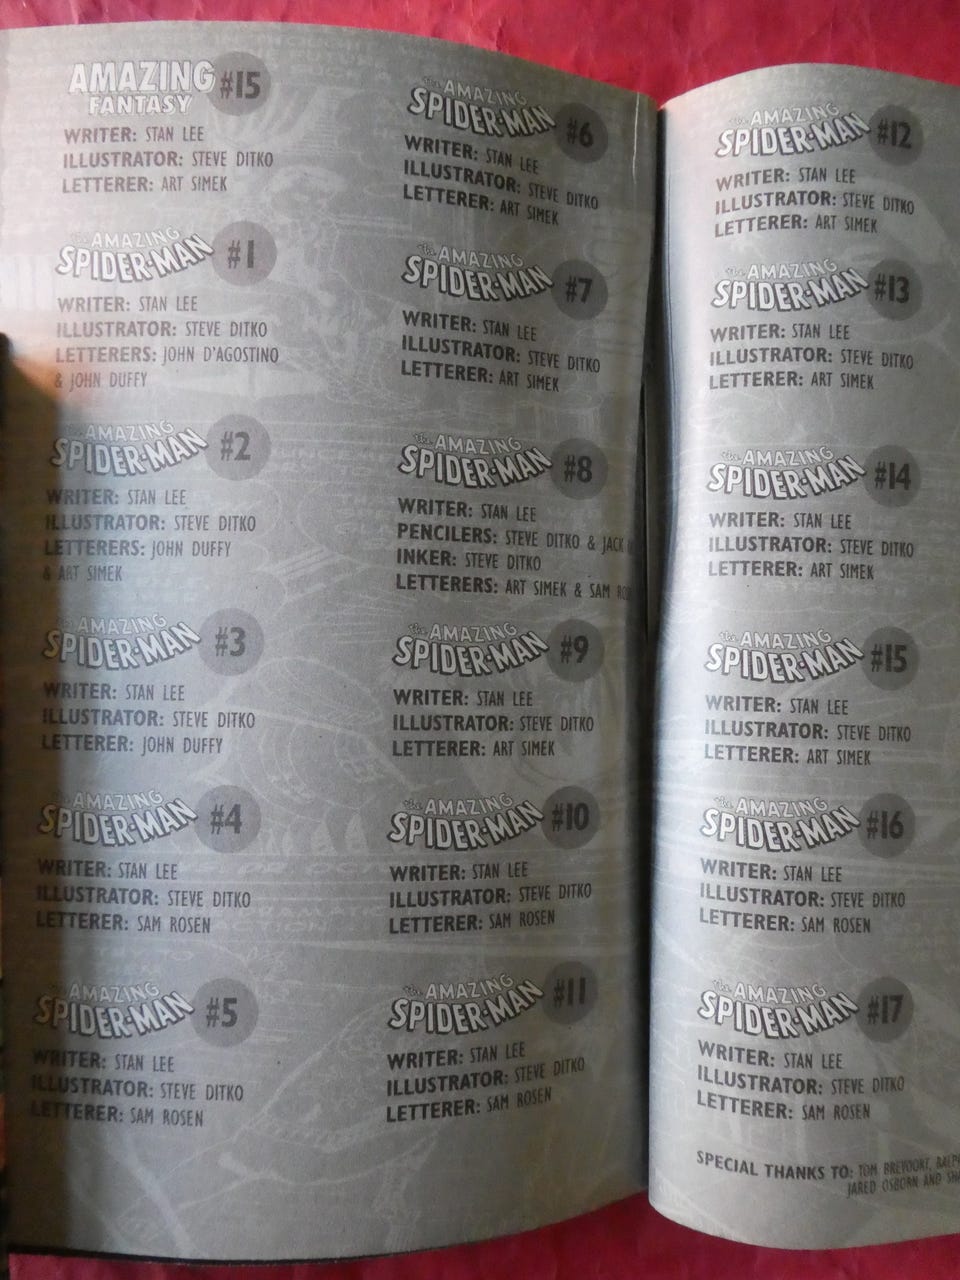 AMAZING
FANTASY
#15
WRITER: STAN LEE
ILLUSTRATOR: STEVE DITKO
LETTERER: ART SIMEK
the AMAZING
SPIDER-MAN
#1
WRITER: STAN LEE
ILLUSTRATOR: STEVE DITKO
LETTERERS: JOHN D'AGOSTINO
& JOHN DUFFY
the AMAZING
SPIDER-MAN
#2
WRITER: STAN LEE
ILLUSTRATOR: STEVE DITKO
LETTERERS: JOHN DUFFY
& ART SIMEK
the AMAZING
SPIDER-MAN
#3
WRITER: STAN LEE
ILLUSTRATOR: STEVE DITKO
LETTERER: JOHN DUFFY
the AMAZING
SPIDER-MAN
#4
WRITER: STAN LEE
ILLUSTRATOR: STEVE DITKO
LETTERER: SAM ROSEN
the AMAZING
SPIDER-MAN
#5
WRITER: STAN LEE
ILLUSTRATOR: STEVE DITKO
LETTERER: SAM ROSEN
the AMAZING
SPIDER-MAN
#6
WRITER: STAN LEE
ILLUSTRATOR: STEVE DITKO
LETTERER: ART SIMEK
the AMAZING
SPIDER-MAN
#7
WRITER: STAN LEE
ILLUSTRATOR: STEVE DITKO
LETTERER: ART SIMEK
the AMAZING
SPIDER-MAN
#8
WRITER: STAN LEE
PENCILERS: STEVE DITKO & JACK
INKER: STEVE DITKO
LETTERERS: ART SIMEK & SAM
the AMAZING
SPIDER-MAN
#9
WRITER: STAN LEE
ILLUSTRATOR: STEVE DITKO
LETTERER: ART SIMEK
the AMAZING
SPIDER-MAN
#10
WRITER: STAN LEE
ILLUSTRATOR: STEVE DITKO
LETTERER: SAM ROSEN
the AMAZING
SPIDER-MAN
#11
WRITER: STAN LEE
ILLUSTRATOR: STEVE DITKO
LETTERER: SAM ROSEN
the AMAZING
SPIDER-MAN
#12
WRITER: STAN LEE
ILLUSTRATOR: STEVE DITKO
LETTERER: ART SIMEK
the AMAZING
SPIDER-MAN
#13
WRITER: STAN LEE
ILLUSTRATOR: STEVE DITKO
LETTERER: ART SIMEK
the AMAZING
SPIDER-MAN
#14
WRITER: STAN LEE
ILLUSTRATOR: STEVE DITKO
LETTERER: ART SIMEK
the AMAZING
SPIDER-MAN
#15
WRITER: STAN LEE
ILLUSTRATOR: STEVE DITKO
LETTERER: ART SIMEK
the AMAZING
SPIDER-MAN
#16
WRITER: STAN LEE
ILLUSTRATOR: STEVE DITKO
LETTERER: SAM ROSEN
the AMAZING
SPIDER-MAN
#17
WRITER: STAN LEE
ILLUSTRATOR: STEVE DITKO
LETTERER: SAM ROSEN
SPECIAL THANKS TO: TOM BREVOORT,
JARED OSBORN AND